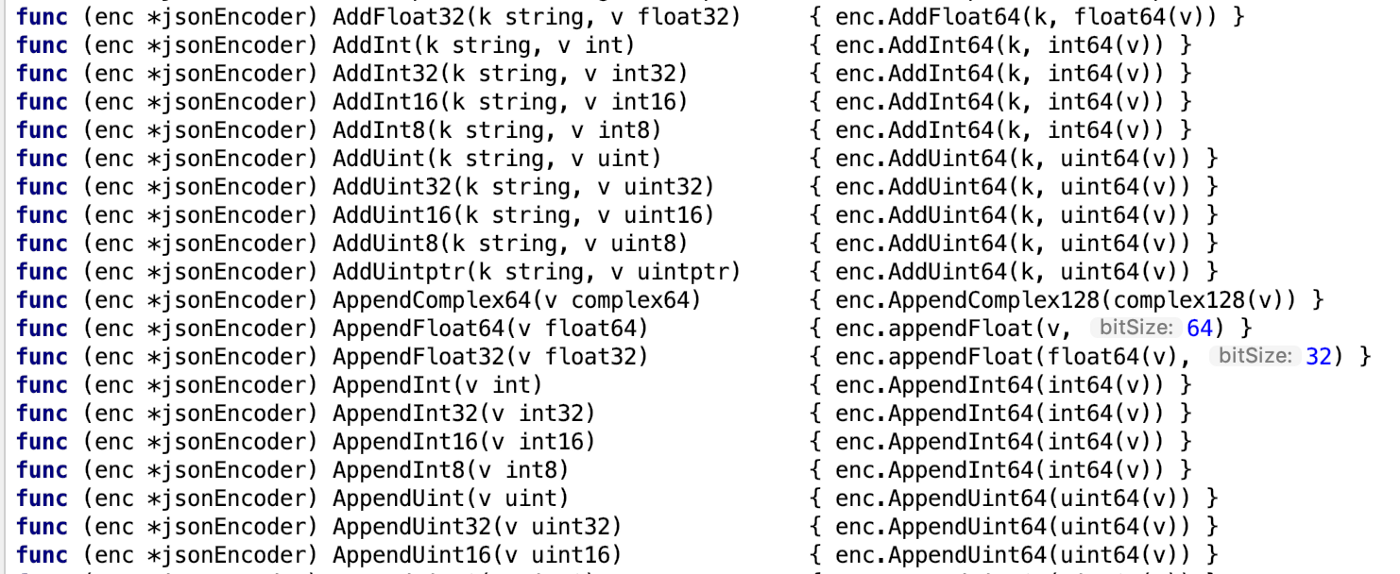 func (enc *jsonEncoder) AddFloat32(k string, v float32) { enc.AddFloat64(k, float64(v)) }
func (enc *jsonEncoder) AddInt(k string, v int) { enc.AddInt64(k, int64(v)) }
func (enc *jsonEncoder) AddInt32(k string, v int32) { enc.AddInt64(k, int64(v)) }
func (enc *jsonEncoder) AddInt16(k string, v int16) { enc.AddInt64(k, int64(v)) }
func (enc *jsonEncoder) AddInt8(k string, v int8) { enc.AddInt64(k, int64(v)) }
func (enc *jsonEncoder) AddUint(k string, v uint) { enc.AddUint64(k, uint64(v)) }
func (enc *jsonEncoder) AddUint32(k string, v uint32) { enc.AddUint64(k, uint64(v)) }
func (enc *jsonEncoder) AddUint16(k string, v uint16) { enc.AddUint64(k, uint64(v)) }
func (enc *jsonEncoder) AddUint8(k string, v uint8) { enc.AddUint64(k, uint64(v)) }
func (enc *jsonEncoder) AddUintptr(k string, v uintptr) { enc.AddUint64(k, uint64(v)) }
func (enc *jsonEncoder) AppendComplex64(v complex64) { enc.AppendComplex128(complex128(v)) }
func (enc *jsonEncoder) AppendFloat64(v float64) { enc.appendFloat(v, bitSize: 64) }
func (enc *jsonEncoder) AppendFloat32(v float32) { enc.appendFloat(float64(v), bitSize: 32) }
func (enc *jsonEncoder) AppendInt(v int) { enc.AppendInt64(int64(v)) }
func (enc *jsonEncoder) AppendInt32(v int32) { enc.AppendInt64(int64(v)) }
func (enc *jsonEncoder) AppendInt16(v int16) { enc.AppendInt64(int64(v)) }
func (enc *jsonEncoder) AppendInt8(v int8) { enc.AppendInt64(int64(v)) }
func (enc *jsonEncoder) AppendUint(v uint) { enc.AppendUint64(uint64(v)) }
func (enc *jsonEncoder) AppendUint32(v uint32) { enc.AppendUint64(uint64(v)) }
func (enc *jsonEncoder) AppendUint16(v uint16) { enc.AppendUint64(uint64(v)) }